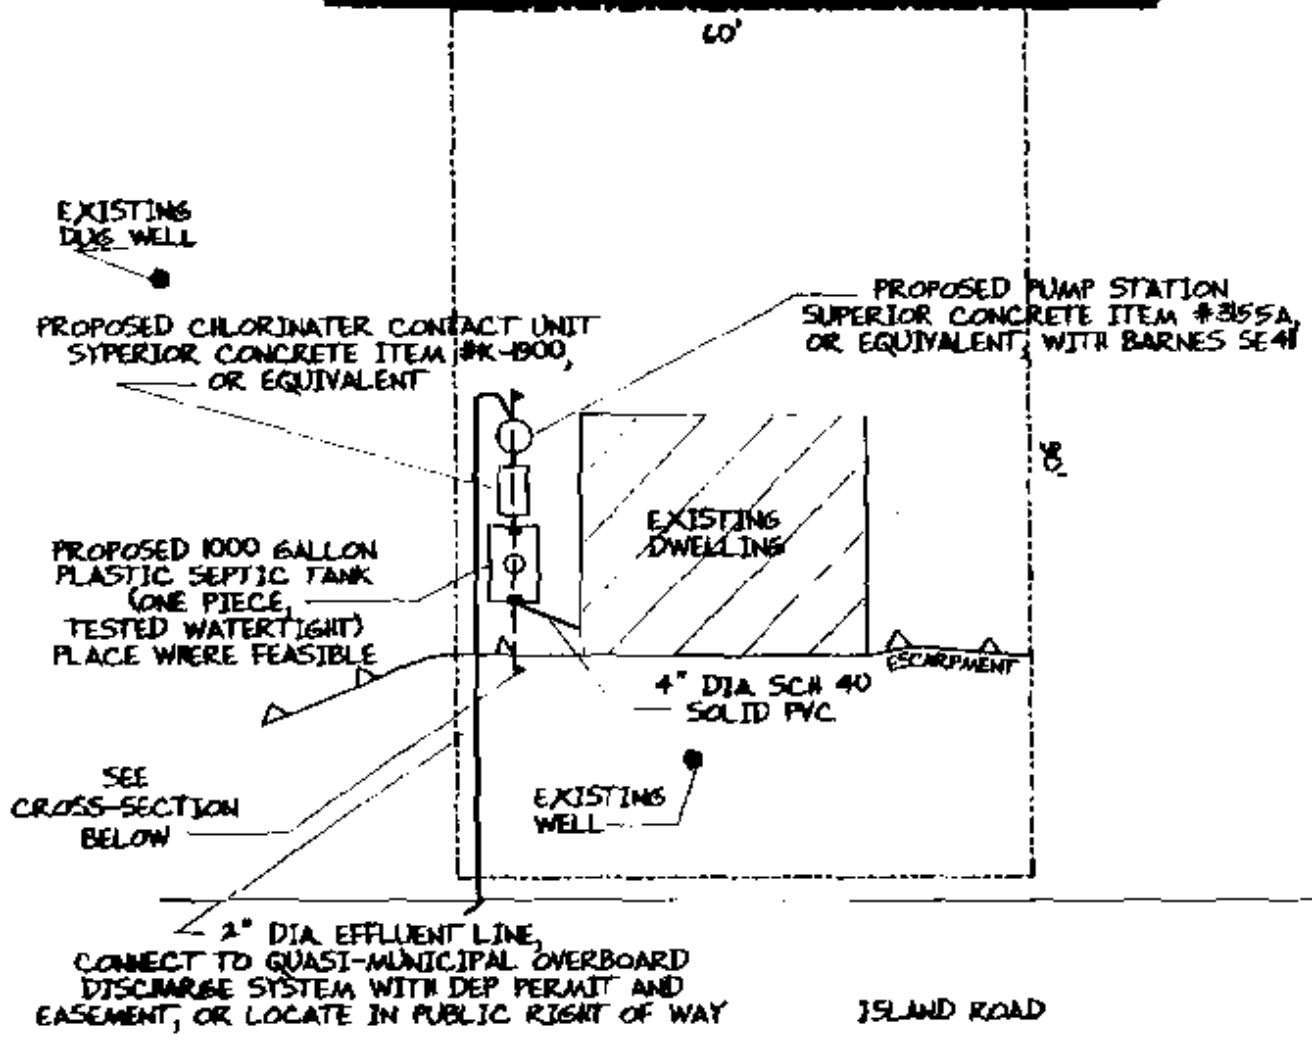 60'
EXISTING
DUG WELL
PROPOSED CHLORINATER CONTACT UNIT
SYPERIOR CONCRETE ITEM #K-1900,
OR EQUIVALENT
PROPOSED PUMP STATION
SUPERIOR CONCRETE ITEM #3155A,
OR EQUIVALENT, WITH BARNES SE41
EXISTING
DWELLING
PROPOSED 1000 GALLON
PLASTIC SEPTIC TANK
(ONE PIECE,
TESTED WATERTIGHT)
PLACE WHERE FEASIBLE
ESCARPMENT
4" DIA SCH 40
SOLID PVC
SEE
CROSS-SECTION
BELOW
EXISTING
WELL
2" DIA. EFFLUENT LINE,
CONNECT TO QUASI-MUNICIPAL OVERBOARD
DISCHARGE SYSTEM WITH DEP PERMIT AND
EASEMENT, OR LOCATE IN PUBLIC RIGHT OF WAY
ISLAND ROAD